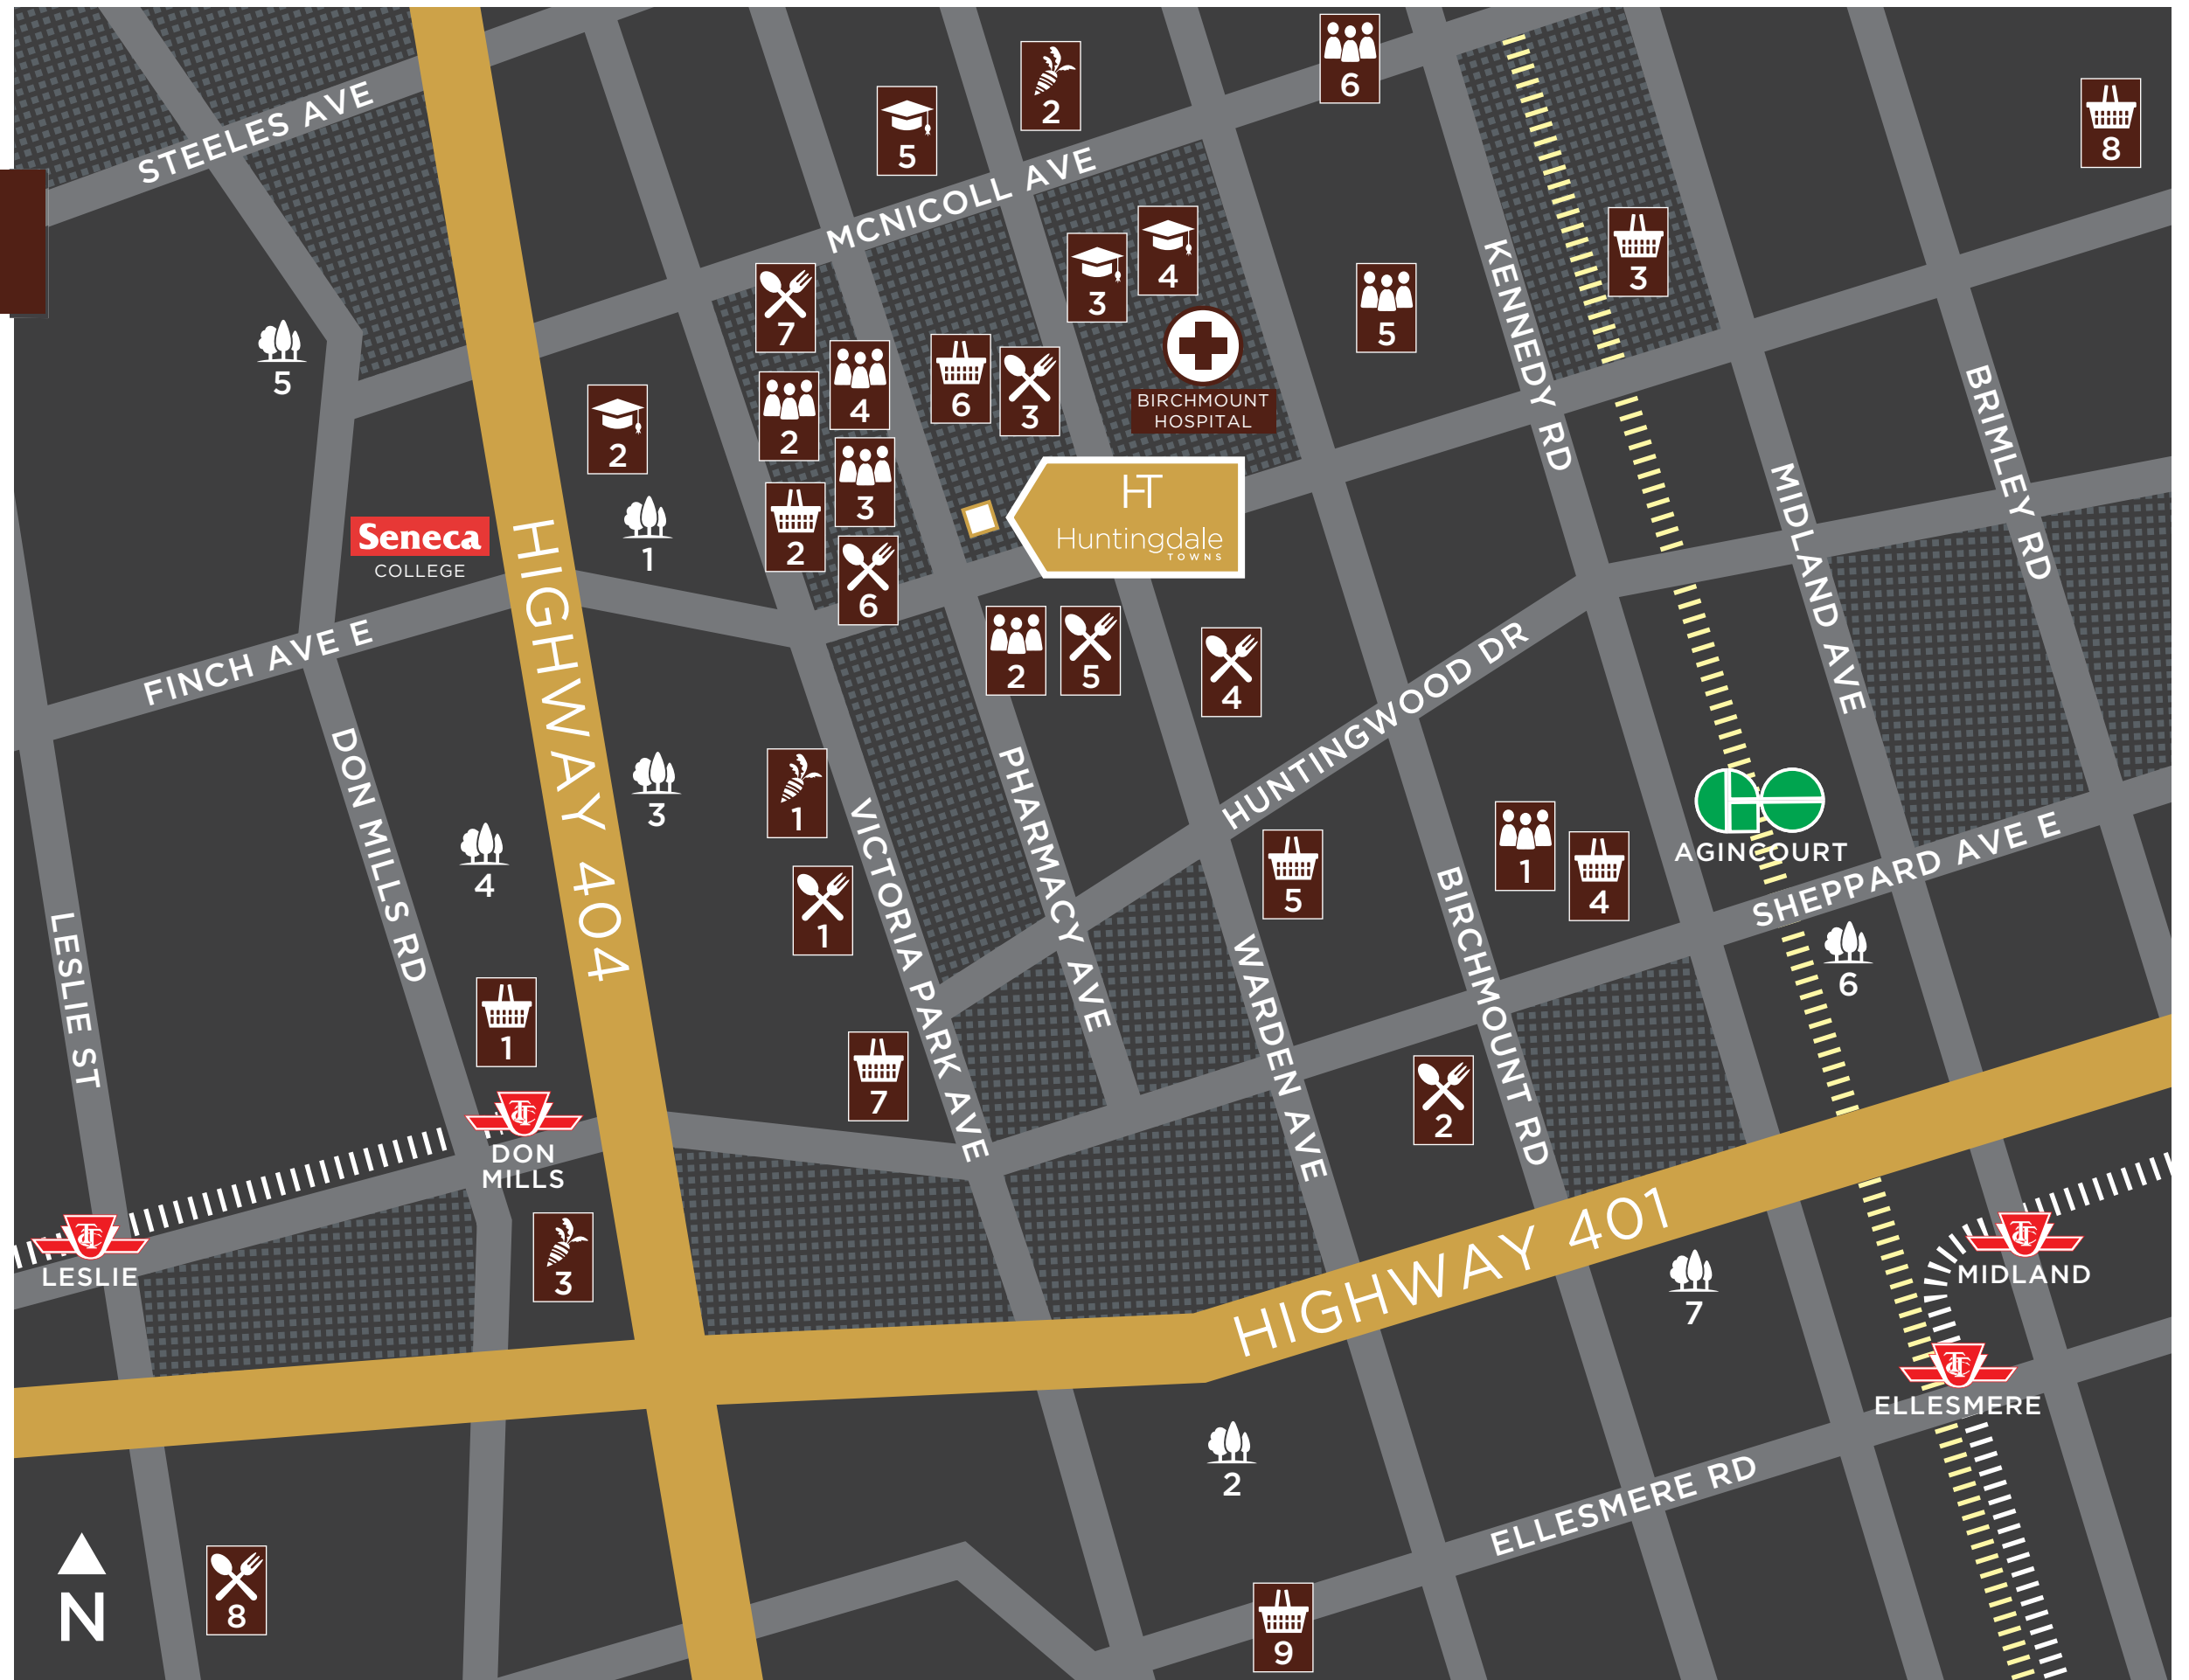 6
2
8
STEELES AVE
5
MCNICOLL AVE
4
3
3
7
5
KENNEDY RD
5
4
6
3
BIRCHMOUNT
HOSPITAL
2
2
BRIMLEY RD
3
HT
Huntingdale
TOWNS
MIDLAND AVE
Seneca
COLLEGE
1
2
6
HIGHWAY 404
FINCH AVE E
2
5
4
HUNTINGWOOD DR
DON MILLS RD
3
1
PHARMACY AVE
VICTORIA PARK AVE
4
1
5
1
4
AGINCOURT
SHEPPARD AVE E
BIRCHMOUNT RD
WARDEN AVE
LESLIE ST
6
1
7
2
TTC
DON
MILLS
TTC
LESLIE
3
HIGHWAY 401
7
TTC
MIDLAND
TTC
ELLESMERE
2
ELLESMERE RD
N
8
9